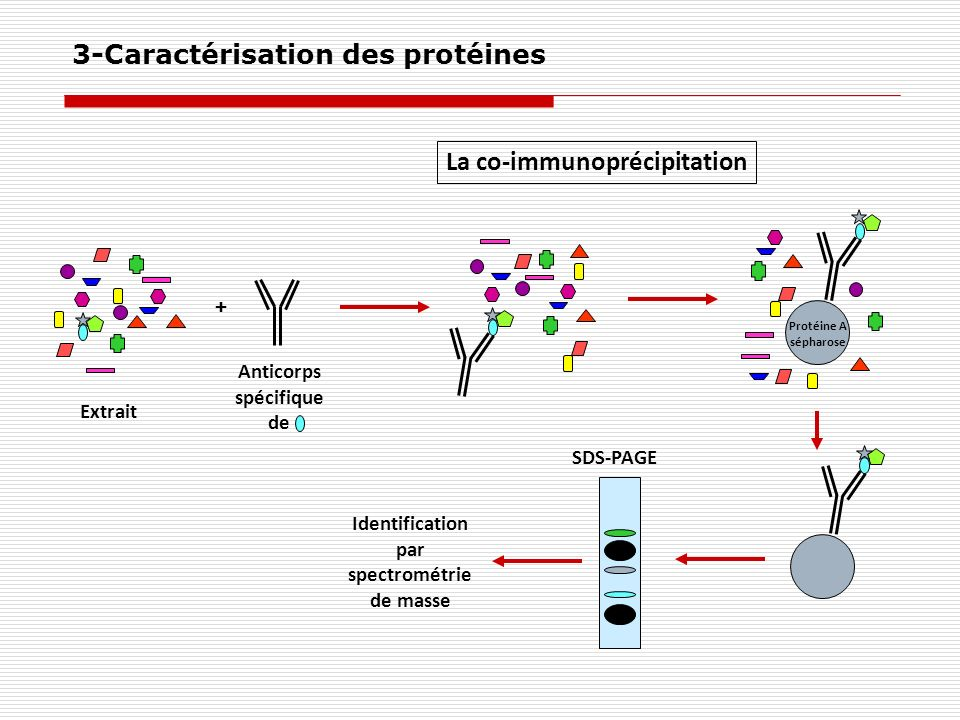 3-Caractérisation des protéines
La co-immunoprécipitation
+
Extrait
Anticorps
spécifique
de
Protéine A
sépharose
SDS-PAGE
Identification
par
spectrométrie
de masse